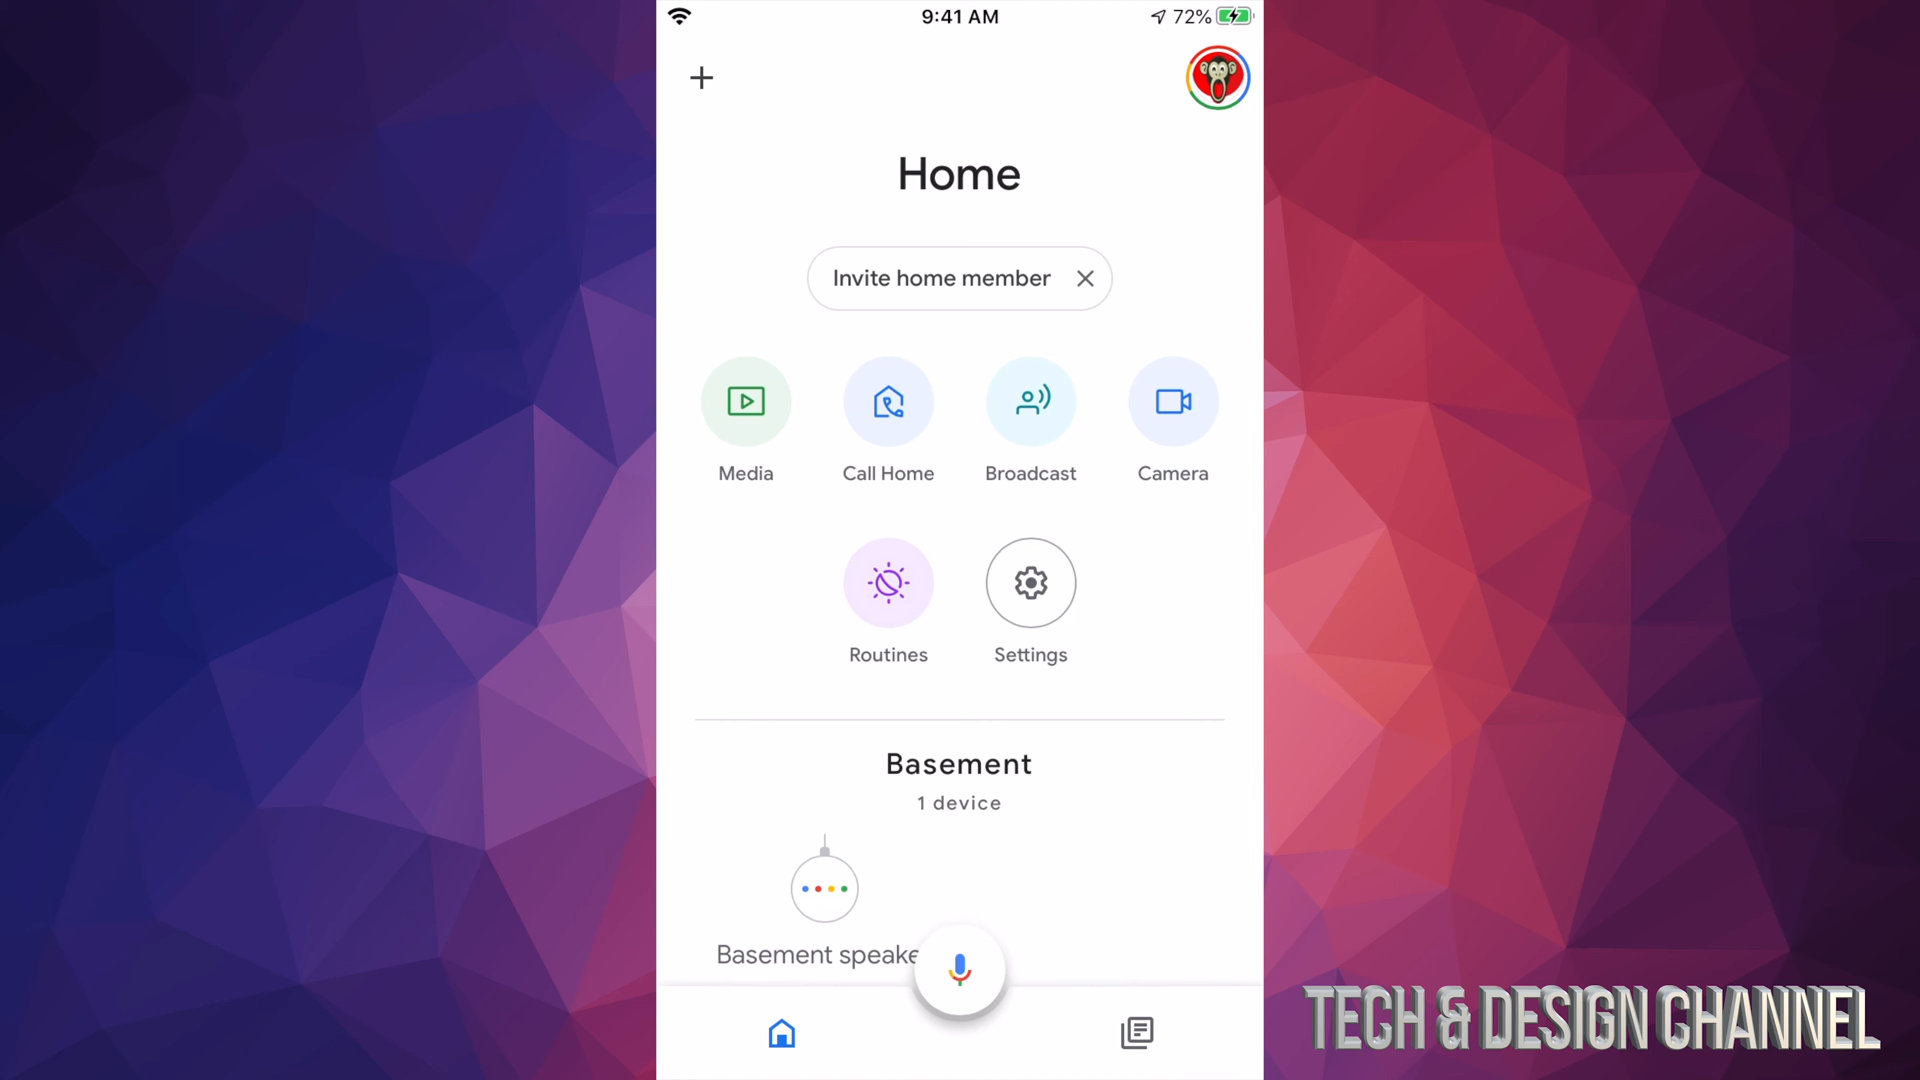 9:41 AM
72%
Home
Invite home member
Media
Call Home
Broadcast
Camera
Routines
Settings
Basement
1 device
Basement speake
TECH & DESIGN CHANNEL